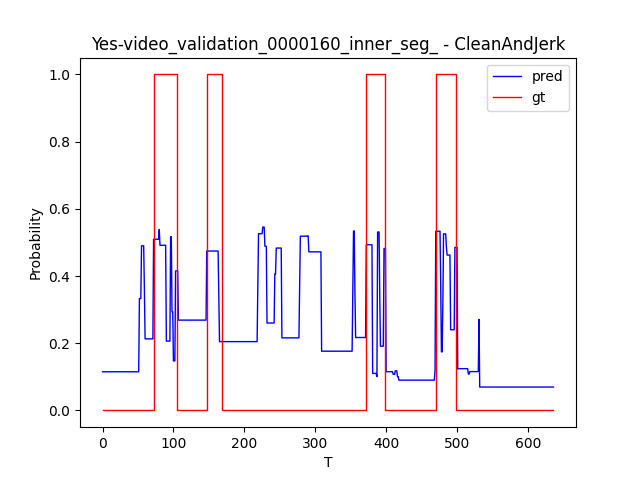 Yes-video_validation_0000160_inner_seg_ - CleanAndJerk
pred
gt
1.0
0.8
0.6
0.4
0.2
0.0
Probability
0 100 200 300 400 500 600
T